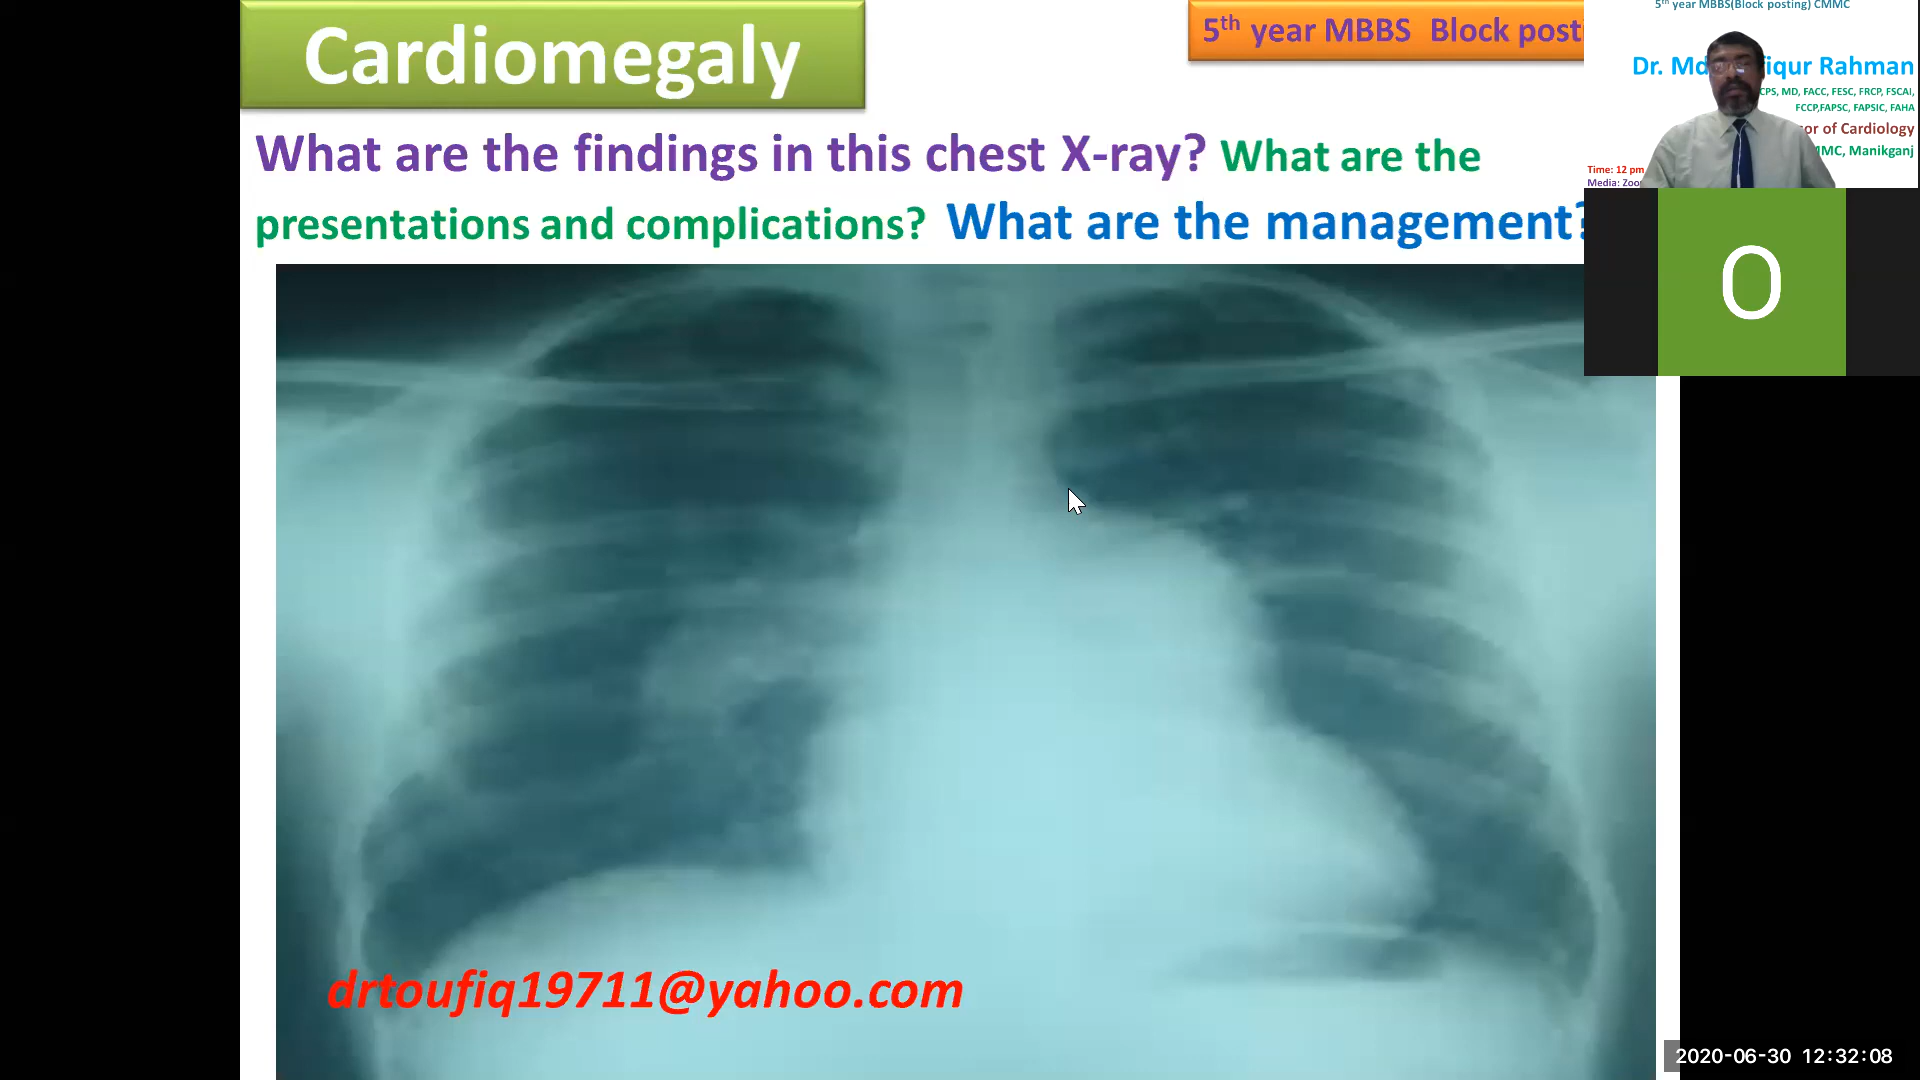 Cardiomegaly
5th year MBBS Block posti
What are the findings in this chest X-ray? What are the
presentations and complications? What are the management?
drtoufiq19711@yahoo.com
5th year MBBS(Block posting) CMMC
Dr. Md iqur Rahman
CPS, MD, FACC, FESC, FRCP, FSCAI,
FCCP,FAPSC, FAPSIC, FAHA
or of Cardiology
MC, Manikganj
Time: 12 pm
Media: Zoo
O
2020-06-30 12:32:08